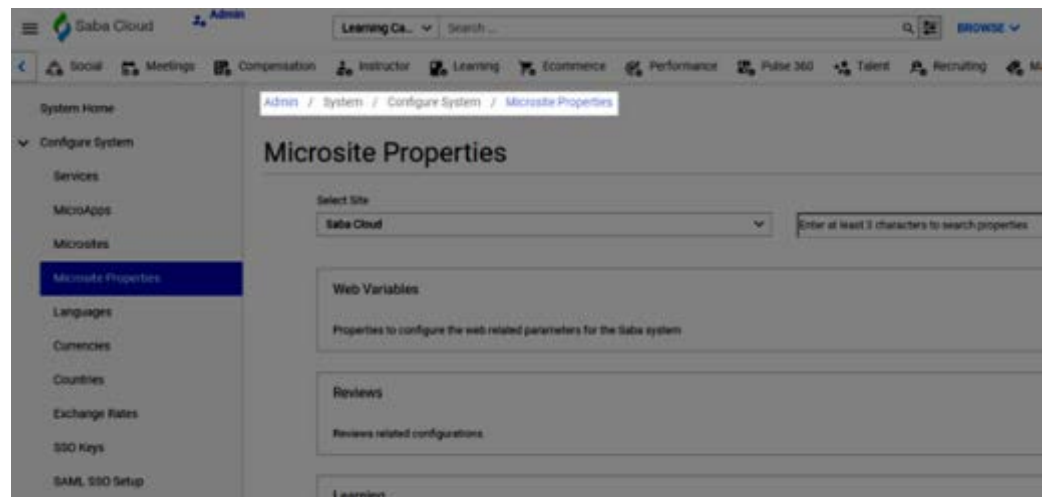 Saba Cloud Admin Learning Ca... Search ... BROWSE
Social Meetings Compensation Instructor Learning Ecommerce Performance Pulse 360 Talent Recruiting
System Home
Configure System
Services
MicroApps
Microsites
Microsite Properties
Languages
Currencies
Countries
Exchange Rates
SSO Keys
SAML SSO Setup
Admin / System / Configure System / Microsite Properties
Microsite Properties
Select Site
Saba Cloud Enter at least 3 characters to search properties
Web Variables
Properties to configure the web related parameters for the Saba system
Reviews
Reviews related configurations
Learning